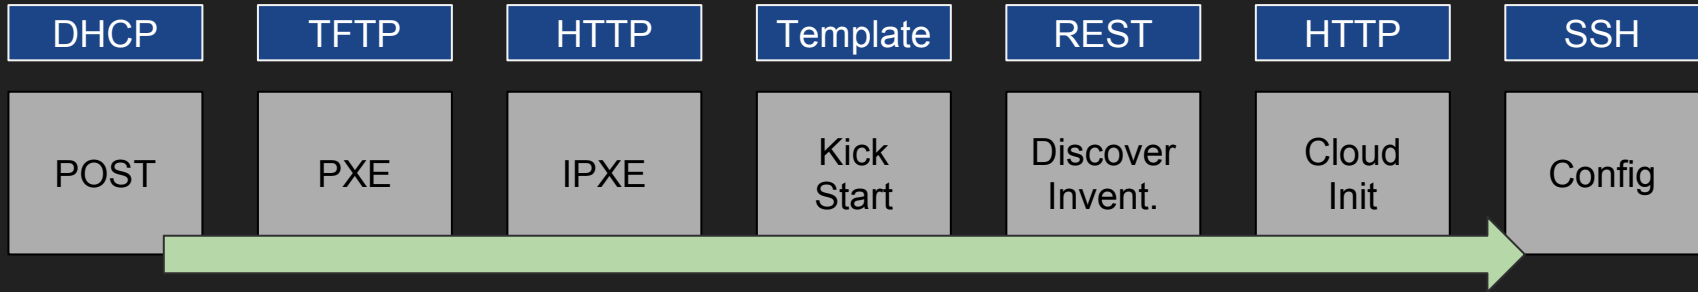 DHCP
TFTP
HTTP
Template
REST
HTTP
SSH
POST
PXE
IPXE
Kick
Start
Discover
Invent.
Cloud
Init
Config